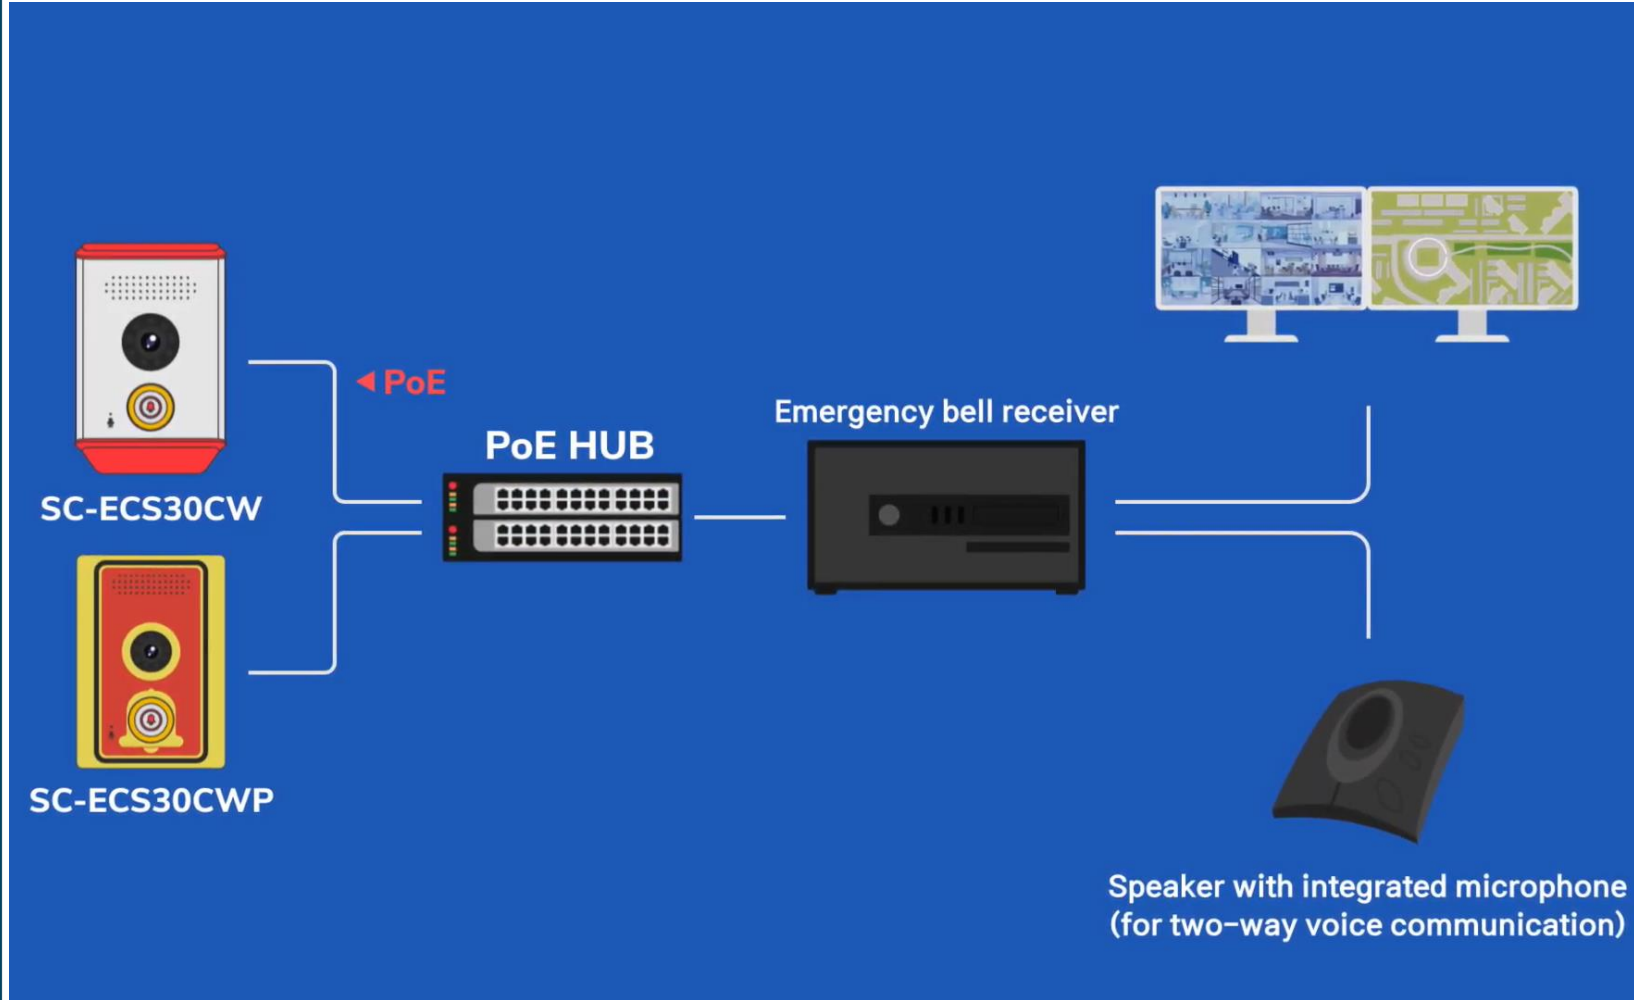 SC-ECS30CW
SC-ECS30CWP
◀ PoE
PoE HUB
Emergency bell receiver
Speaker with integrated microphone
(for two-way voice communication)